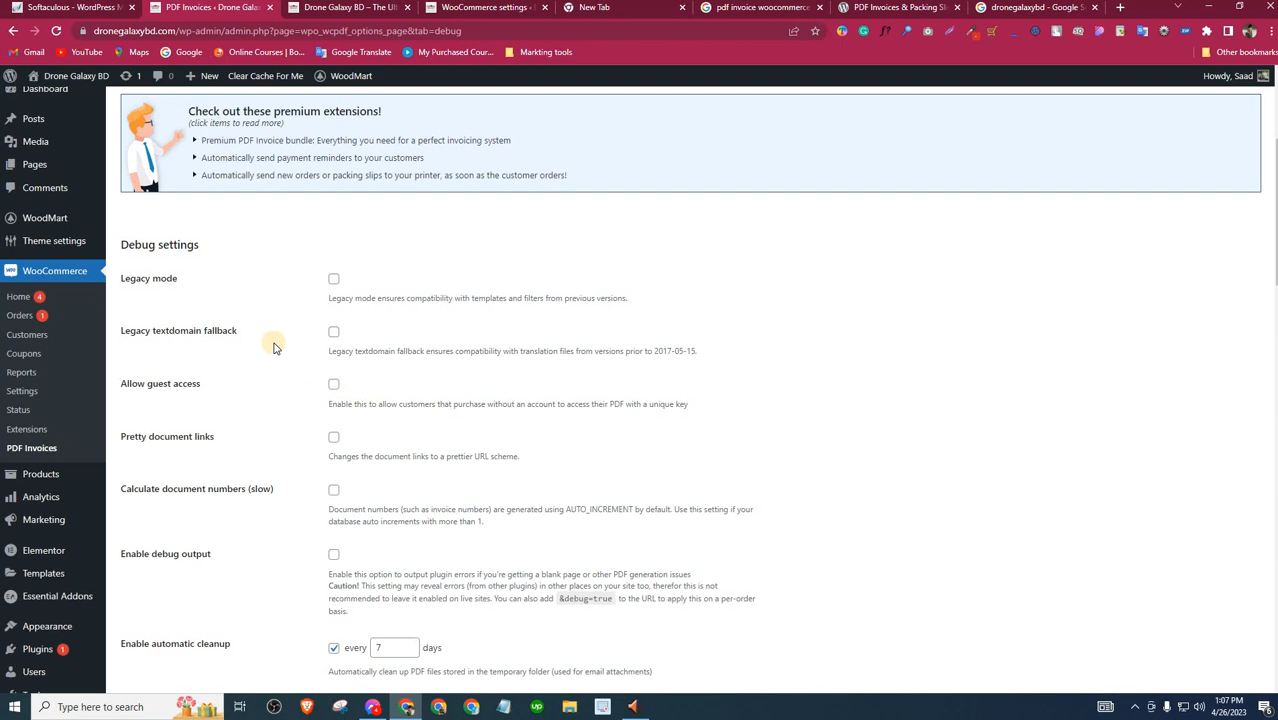 Softaculous - WordPress M
PDF Invoices ‹ Drone Galax
Drone Galaxy BD – The Ult
WooCommerce settings ‹ E
New Tab
pdf invoice woocommerce
PDF Invoices & Packing Sli
dronegalaxybd - Google S
dronegalaxybd.com/wp-admin/admin.php?page=wpo_wcpdf_options_page&tab=debug
Gmail
YouTube
Maps
Google
Online Courses | Bo...
Google Translate
My Purchased Cour...
Markting tools
Other bookmarks
Drone Galaxy BD
1
0
New
Clear Cache For Me
WoodMart
Howdy, Saad
Dashboard
Posts
Media
Pages
Comments
WoodMart
Theme settings
WooCommerce
Home 4
Orders 1
Customers
Coupons
Reports
Settings
Status
Extensions
PDF Invoices
Products
Analytics
Marketing
Elementor
Templates
Essential Addons
Appearance
Plugins 1
Users
Check out these premium extensions!
(click items to read more)
Premium PDF Invoice bundle: Everything you need for a perfect invoicing system
Automatically send payment reminders to your customers
Automatically send new orders or packing slips to your printer, as soon as the customer orders!
Debug settings
Legacy mode
Legacy mode ensures compatibility with templates and filters from previous versions.
Legacy textdomain fallback
Legacy textdomain fallback ensures compatibility with translation files from versions prior to 2017-05-15.
Allow guest access
Enable this to allow customers that purchase without an account to access their PDF with a unique key
Pretty document links
Changes the document links to a prettier URL scheme.
Calculate document numbers (slow)
Document numbers (such as invoice numbers) are generated using AUTO_INCREMENT by default. Use this setting if your
database auto increments with more than 1.
Enable debug output
Enable this option to output plugin errors if you're getting a blank page or other PDF generation issues
Caution! This setting may reveal errors (from other plugins) in other places on your site too, therefor this is not
recommended to leave it enabled on live sites. You can also add &debug=true to the URL to apply this on a per-order
basis.
Enable automatic cleanup
every 7 days
Automatically clean up PDF files stored in the temporary folder (used for email attachments)
Type here to search
1:07 PM
4/26/2023